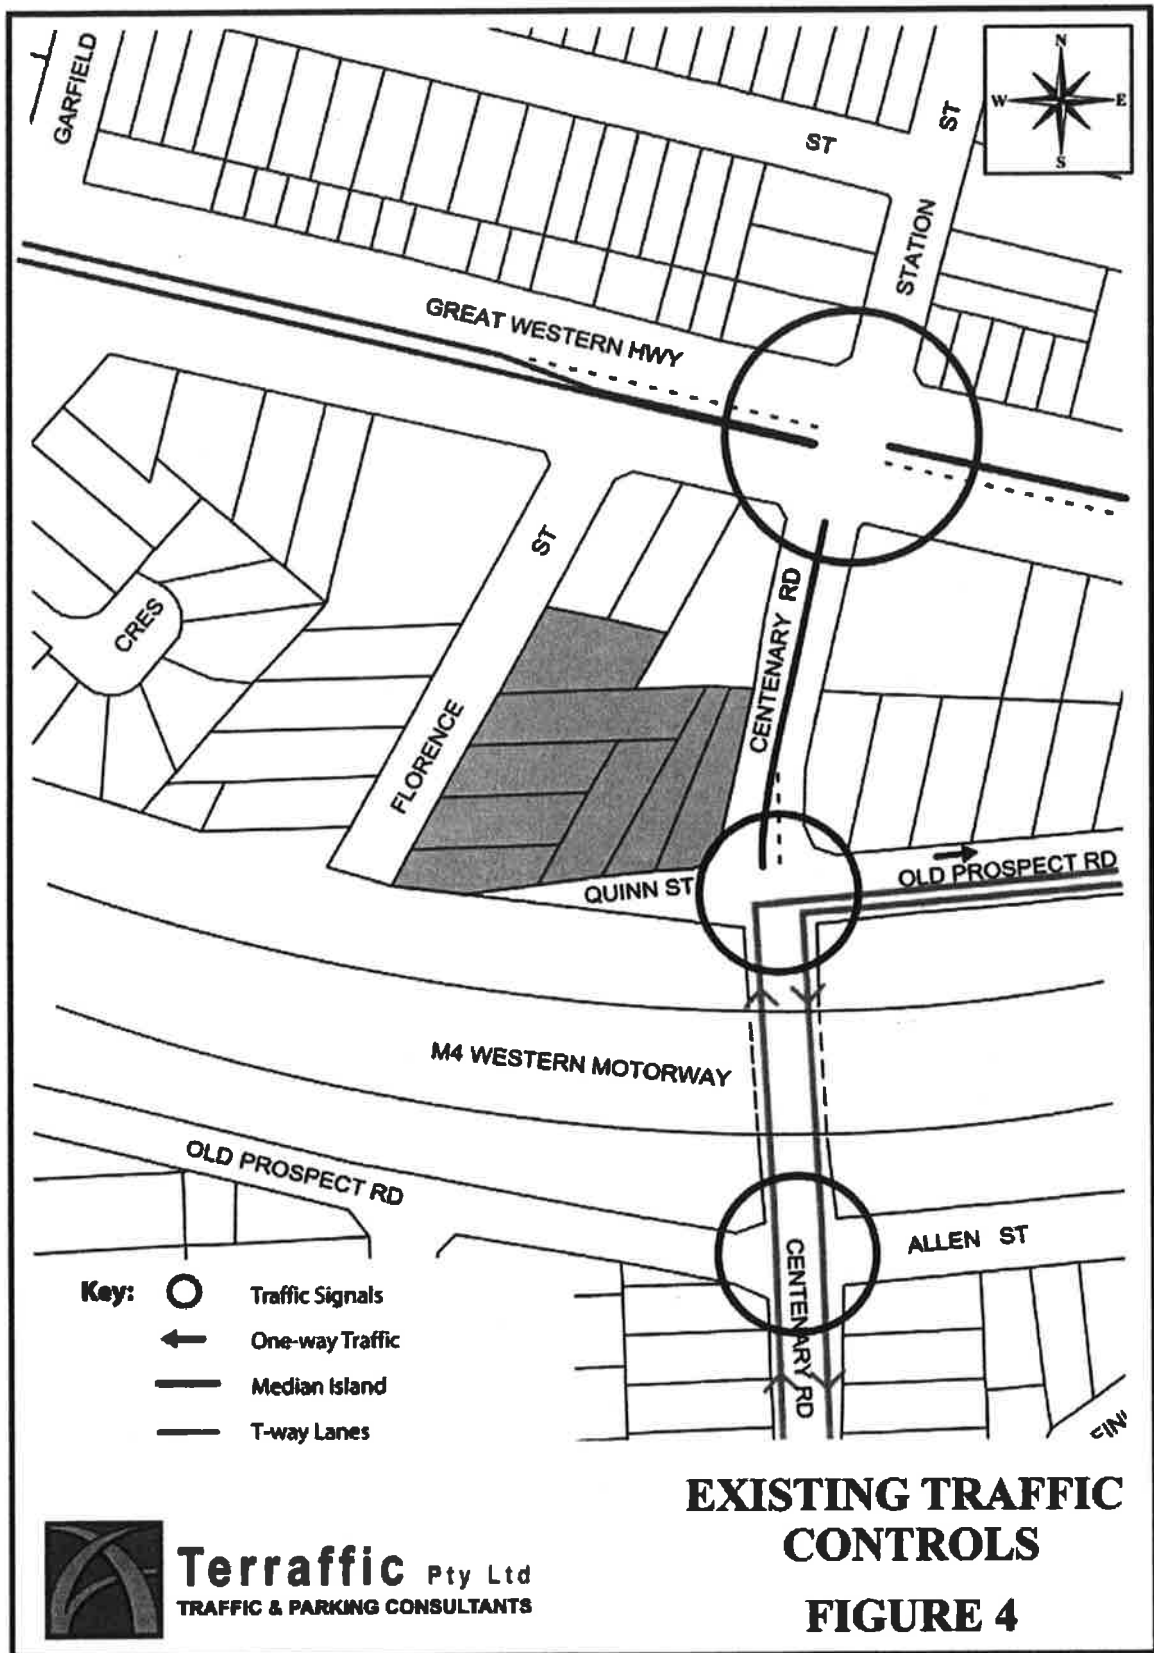 GARFIELD
ST
ST
N
W
E
S
STATION
GREAT WESTERN HWY
ST
CRES
CENTENARY RD
FLORENCE
QUINN ST
OLD PROSPECT RD
M4 WESTERN MOTORWAY
OLD PROSPECT RD
ALLEN ST
CENTENARY RD
Key:
Traffic Signals
One-way Traffic
Median Island
T-way Lanes
EXISTING TRAFFIC
CONTROLS
FIGURE 4
Terraffic Pty Ltd
TRAFFIC & PARKING CONSULTANTS